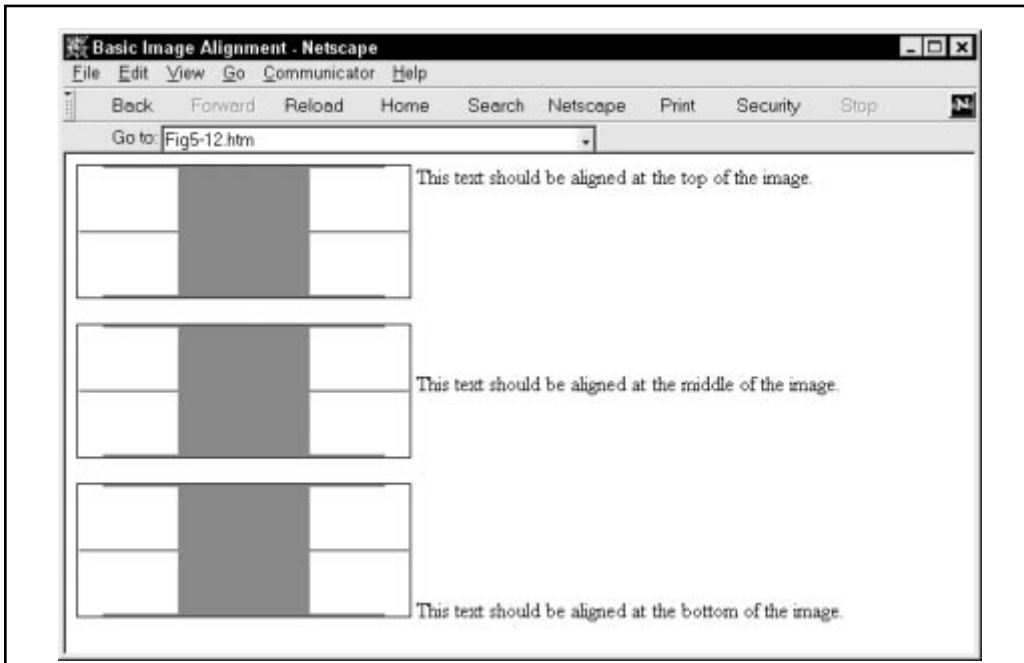 Basic Image Alignment - Netscape
File Edit View Go Communicator Help
Back Forward Reload Home Search Netscape Print Security Stop
Go to: Fig5-12.htm
This text should be aligned at the top of the image.
This text should be aligned at the middle of the image.
This text should be aligned at the bottom of the image.